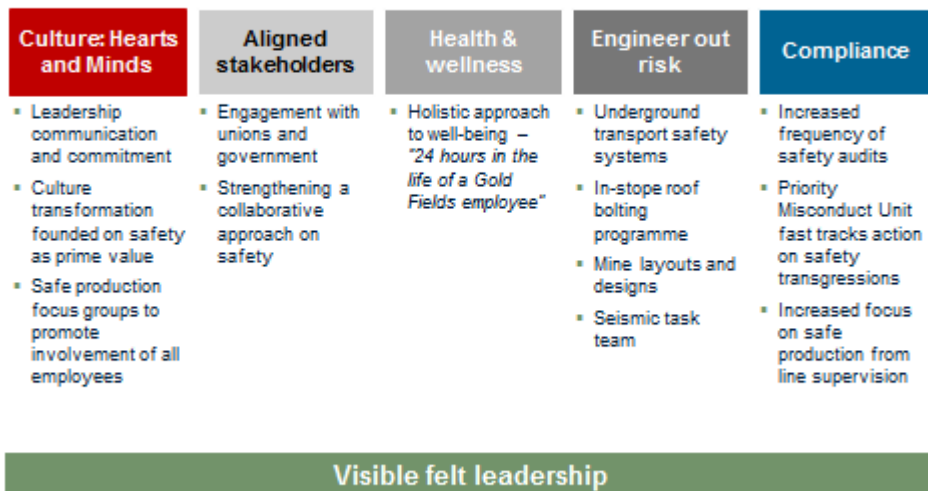 Culture: Hearts
and Minds
▪ Leadership
communication
and commitment
▪ Culture
transformation
founded on safety
as prime value
▪ Safe production
focus groups to
promote
involvement of all
employees
Aligned
stakeholders
▪ Engagement with
unions and
government
▪ Strengthening a
collaborative
approach on
safety
Health &
wellness
▪ Holistic approach
to well-being –
"24 hours in the
life of a Gold
Fields employee"
Engineer out
risk
▪ Underground
transport safety
systems
▪ In-stope roof
bolting
programme
▪ Mine layouts and
designs
▪ Seismic task
team
Compliance
▪ Increased
frequency of
safety audits
▪ Priority
Misconduct Unit
fast tracks action
on safety
transgressions
▪ Increased focus
on safe
production from
line supervision
Visible felt leadership